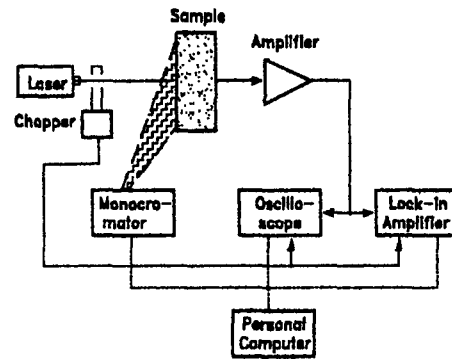 Sample
Amplifier
Laser
Chopper
Monocro-
mator
Oscillo-
scope
Lock-in
Amplifier
Personal
Computer